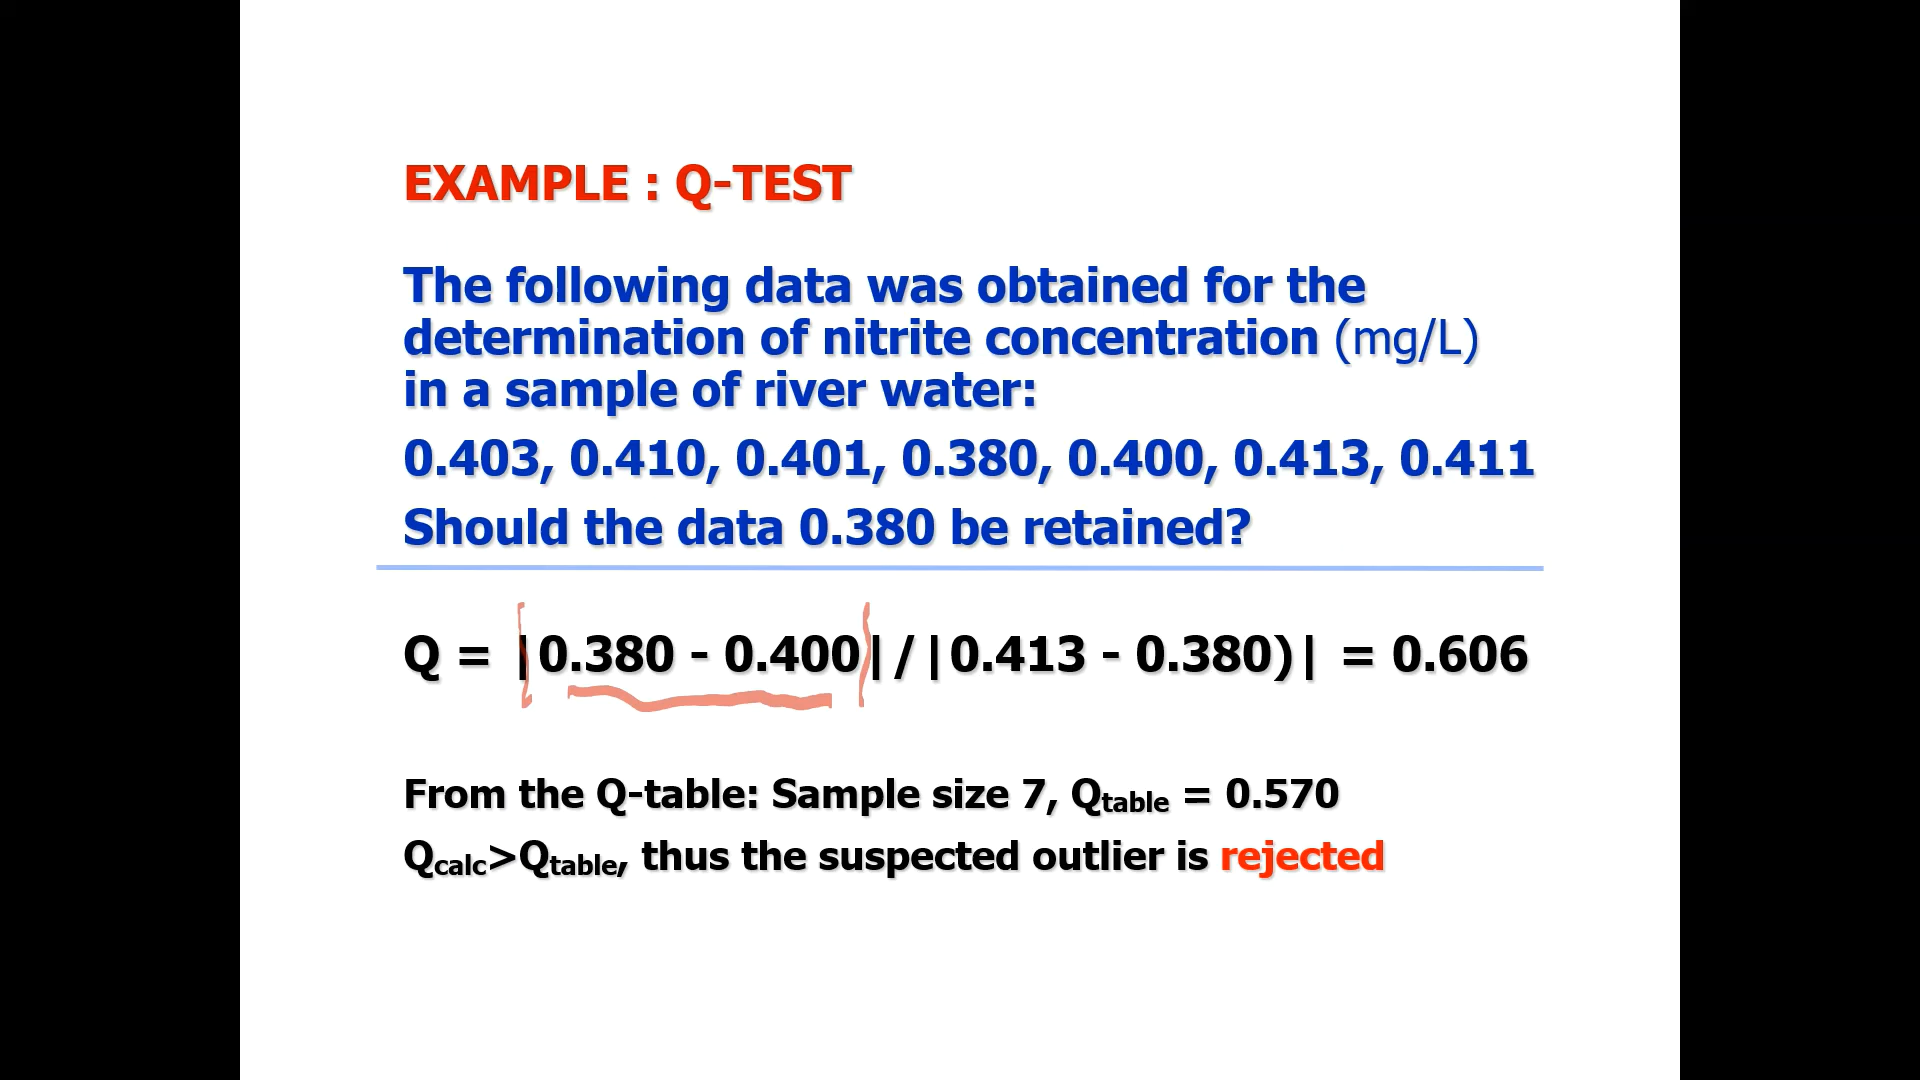 EXAMPLE : Q-TEST
The following data was obtained for the
determination of nitrite concentration (mg/L)
in a sample of river water:
0.403, 0.410, 0.401, 0.380, 0.400, 0.413, 0.411
Should the data 0.380 be retained?
Q = |0.380 - 0.400|/|0.413 - 0.380)| = 0.606
From the Q-table: Sample size 7, Qtable = 0.570
Qcalc>Qtable, thus the suspected outlier is rejected